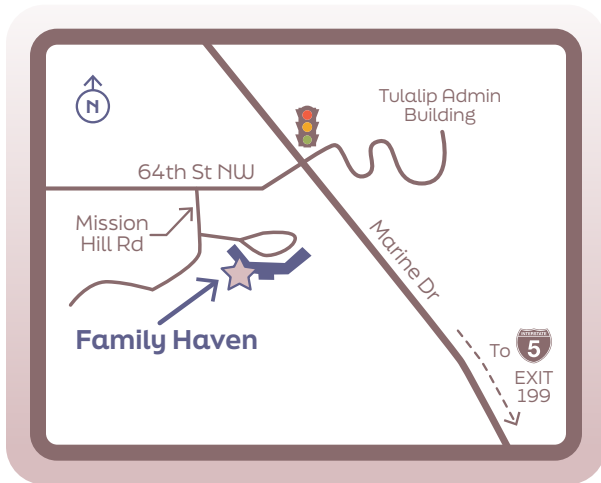 N
Tulalip Admin
Building
64th St NW
Mission
Hill Rd
Marine Dr
Family Haven
To
INTERSTATE
5
EXIT
199